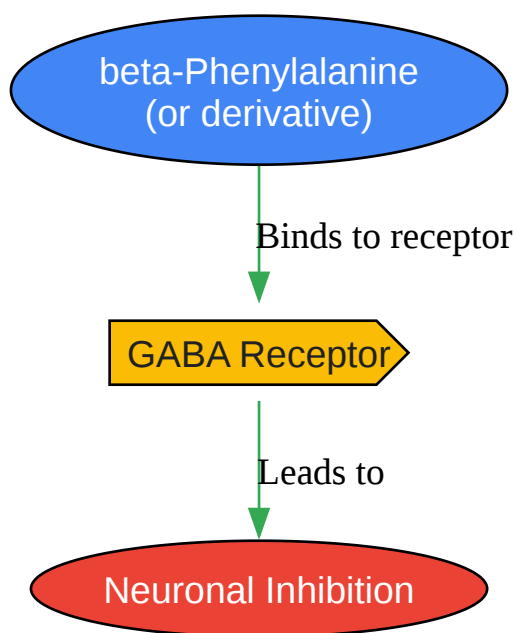 beta-Phenylalanine
(or derivative)
Binds to receptor
GABA Receptor
Leads to
Neuronal Inhibition